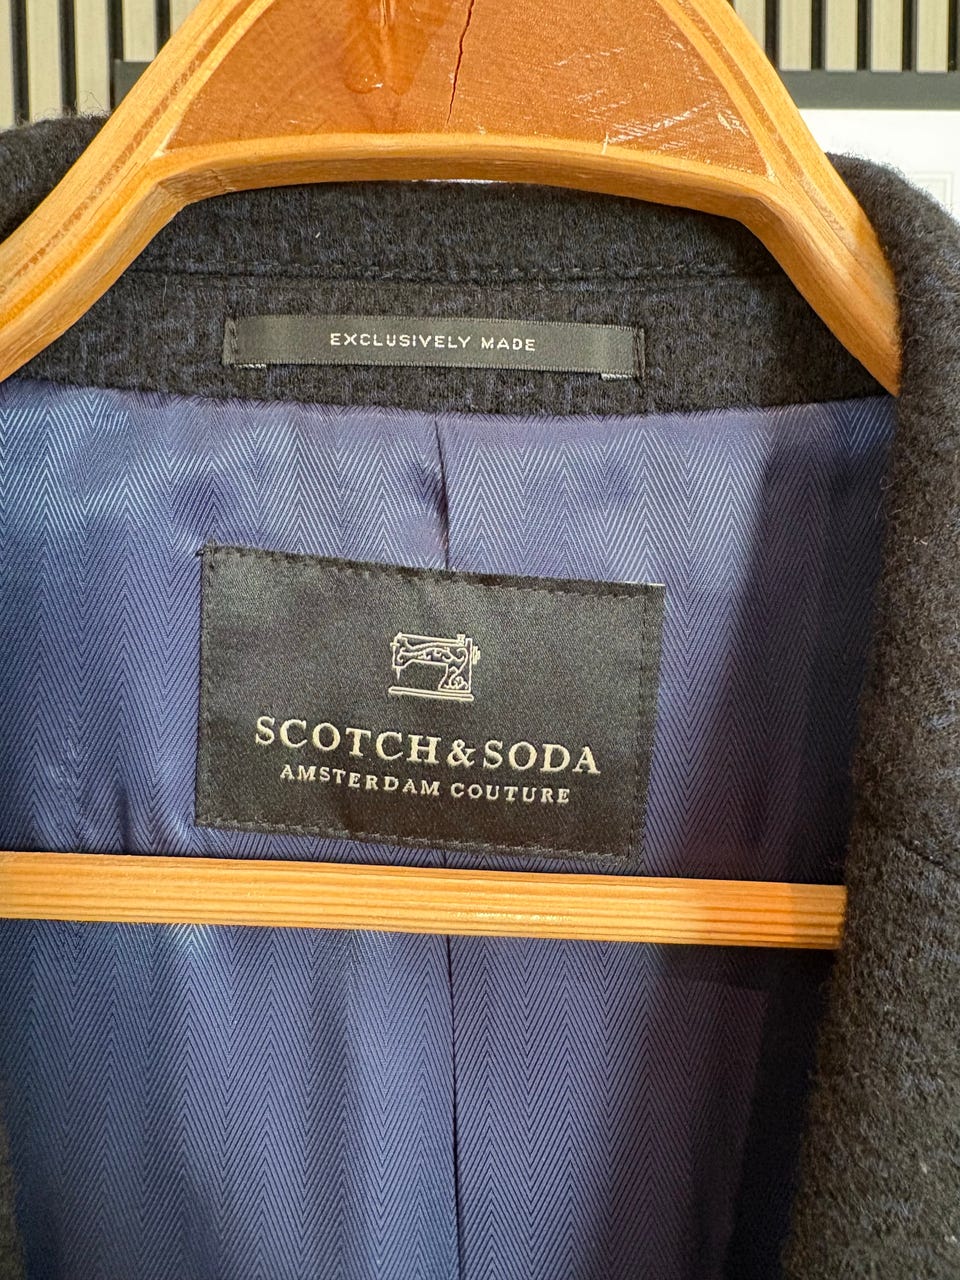 EXCLUSIVELY MADE
SCOTCH & SODA
AMSTERDAM COUTURE